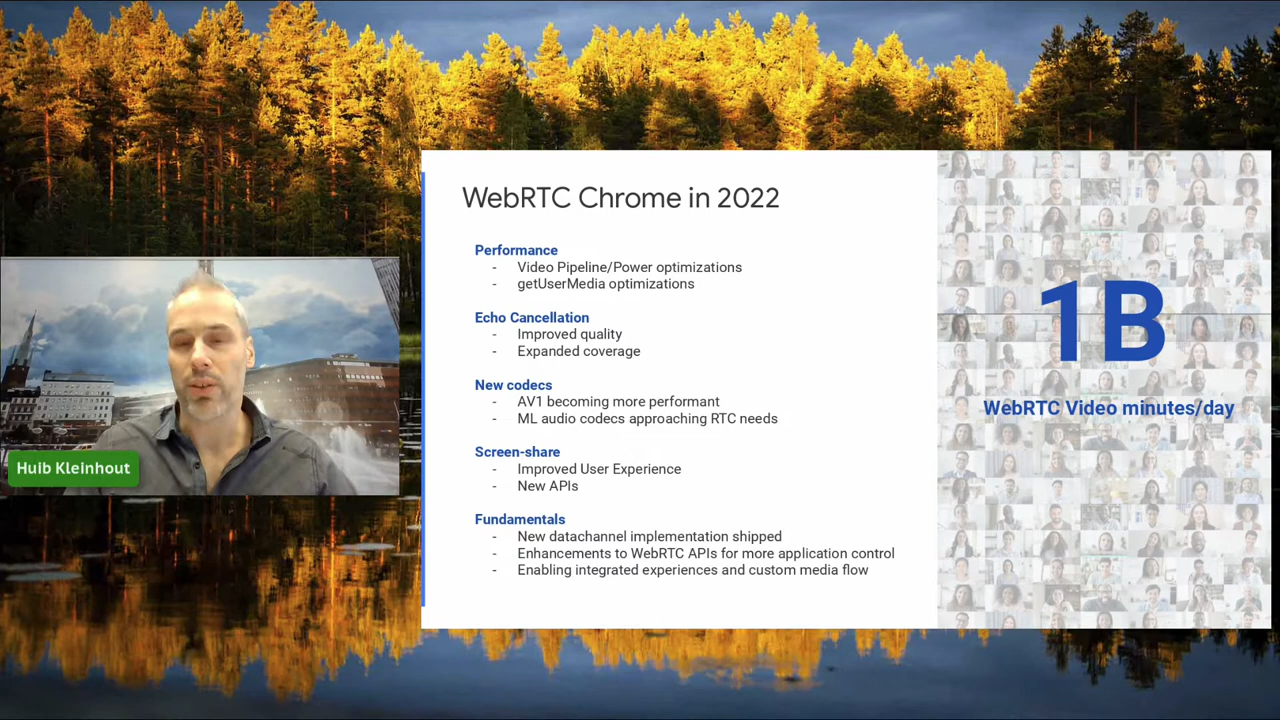 WebRTC Chrome in 2022
Performance
- Video Pipeline/Power optimizations
- getUserMedia optimizations
Echo Cancellation
- Improved quality
- Expanded coverage
New codecs
- AV1 becoming more performant
- ML audio codecs approaching RTC needs
Screen-share
- Improved User Experience
- New APIs
Fundamentals
- New datachannel implementation shipped
- Enhancements to WebRTC APIs for more application control
- Enabling integrated experiences and custom media flow
1B
WebRTC Video minutes/day
Huib Kleinhout